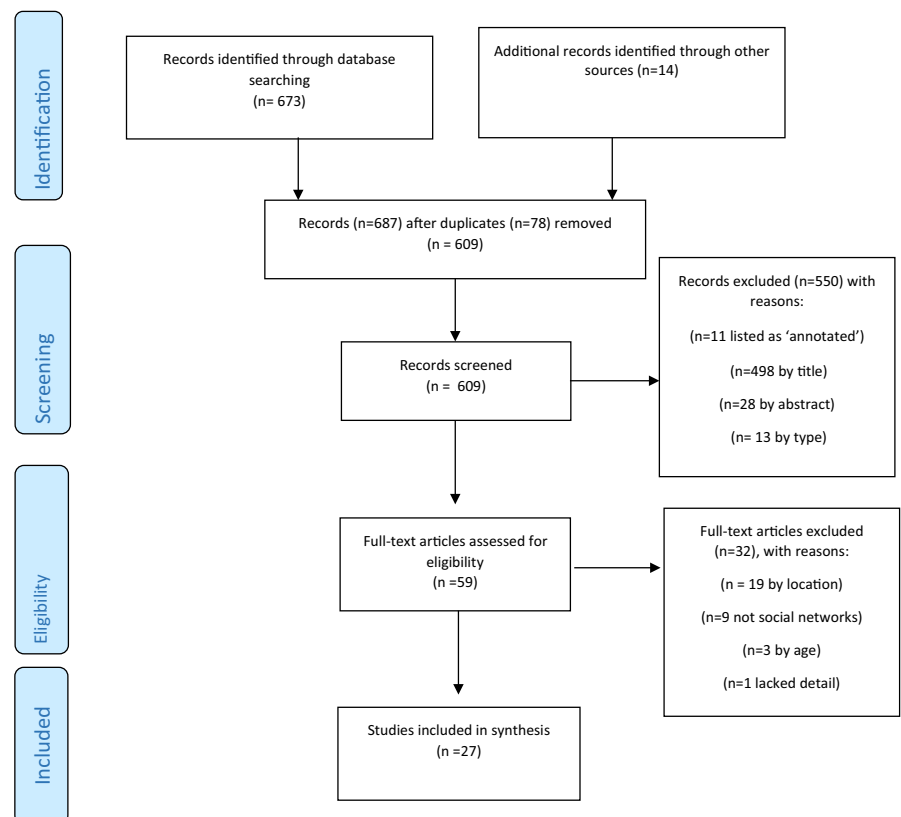 Identification
Records identified through database
searching
(n= 673)
Additional records identified through other
sources (n=14)
Records (n=687) after duplicates (n=78) removed
(n = 609)
Screening
Records screened
(n =  609)
Records excluded (n=550) with
reasons:
(n=11 listed as ‘annotated’)
(n=498 by title)
(n=28 by abstract)
(n= 13 by type)
Eligibility
Full-text articles assessed for
eligibility
(n =59)
Full-text articles excluded
(n=32), with reasons:
(n = 19 by location)
(n=9 not social networks)
(n=3 by age)
(n=1 lacked detail)
Included
Studies included in synthesis
(n =27)